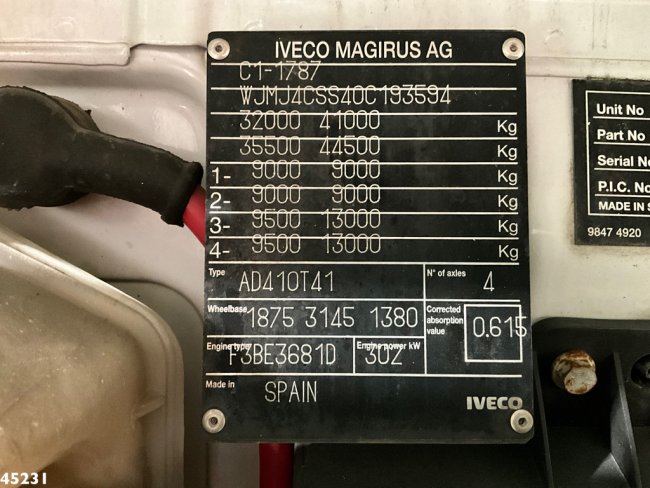 IVECO MAGIRUS AG
C1-1787
WJMJ4CSS40C193594
32000 41000 Kg
35500 44500 Kg
1- 9000 9000 Kg
2- 9000 9000 Kg
3- 9500 13000 Kg
4- 9500 13000 Kg
Type AD410T41 N° of axles 4
Wheelbase 1875 3145 1380 Corrected absorption value 0.615
Engine type F3BE3681D Engine power kW 302
Made in SPAIN
IVECO
Unit No
Part No
Serial No
P.I.C. No
MADE IN
9847 4920
45231